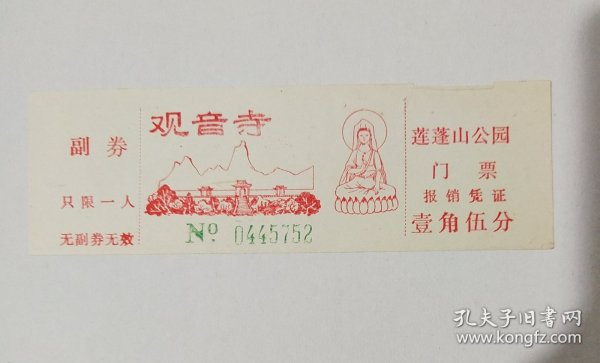 副券
只限一人
无副券无效
观音寺
Nº 0445752
莲蓬山公园
门票
报销凭证
壹角伍分
孔夫子旧书网
www.kongfz.com